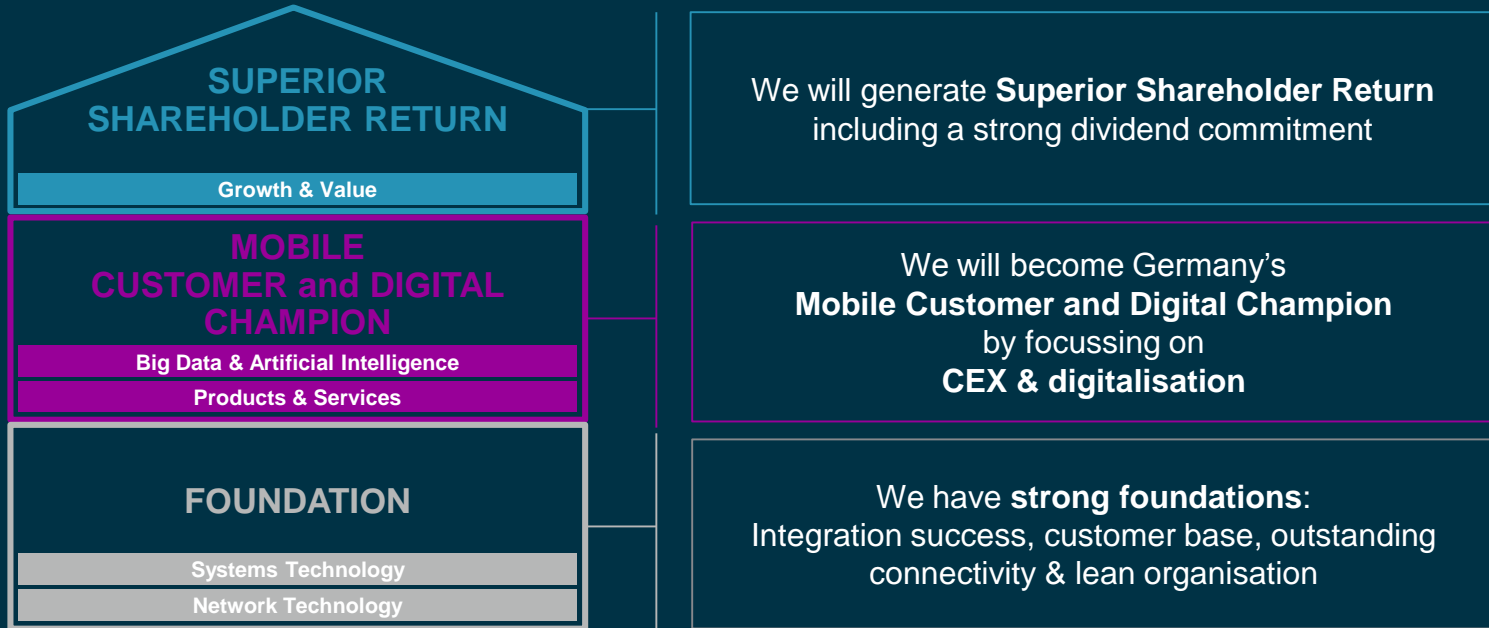 SUPERIOR
SHAREHOLDER RETURN
Growth & Value
We will generate Superior Shareholder Return
including a strong dividend commitment
MOBILE
CUSTOMER and DIGITAL
CHAMPION
Big Data & Artificial Intelligence
Products & Services
We will become Germany’s
Mobile Customer and Digital Champion
by focussing on
CEX & digitalisation
FOUNDATION
Systems Technology
Network Technology
We have strong foundations:
Integration success, customer base, outstanding
connectivity & lean organisation